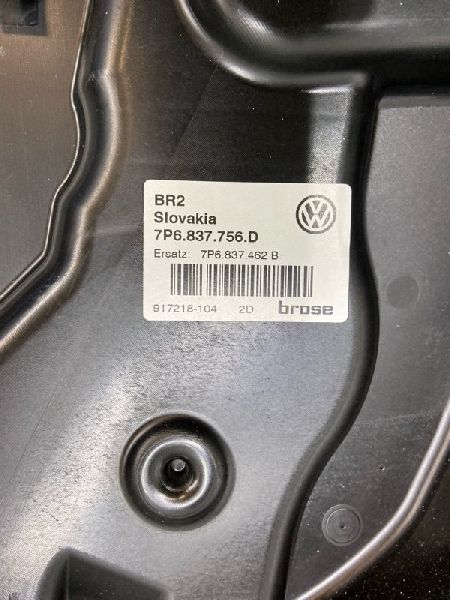 BR2
Slovakia
7P6.837.756.D
Ersatz: 7P6.837.462 B
917218-104 2D brose